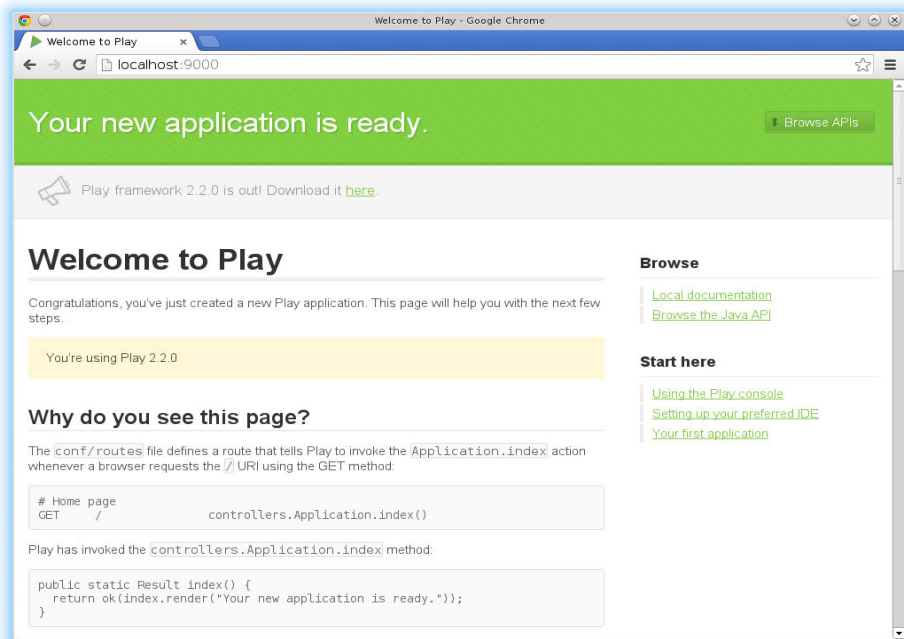 Welcome to Play - Google Chrome
Welcome to Play
localhost:9000
Your new application is ready.
Browse APIs
Play framework 2.2.0 is out! Download it here.
Welcome to Play
Congratulations, you've just created a new Play application. This page will help you with the next few
steps.
You're using Play 2.2.0
Why do you see this page?
The conf/routes file defines a route that tells Play to invoke the Application.index action
whenever a browser requests the / URI using the GET method:
# Home page
GET / controllers.Application.index()
Play has invoked the controllers.Application.index method:
public static Result index() {
return ok(index.render("Your new application is ready."));
}
Browse
Local documentation
Browse the Java API
Start here
Using the Play console
Setting up your preferred IDE
Your first application